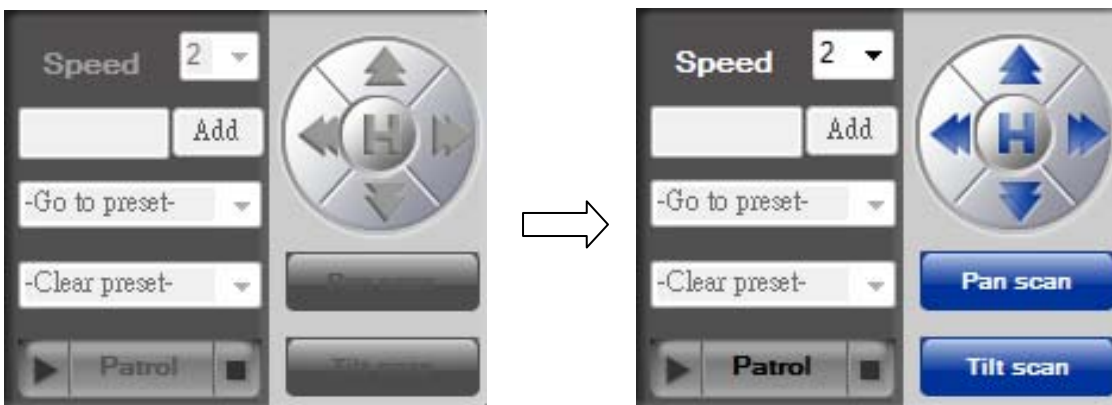 Speed 2
Add
-Go to preset-
-Clear preset-
Patrol
H
Speed 2
Add
-Go to preset-
-Clear preset-
Patrol
H
Pan scan
Tilt scan